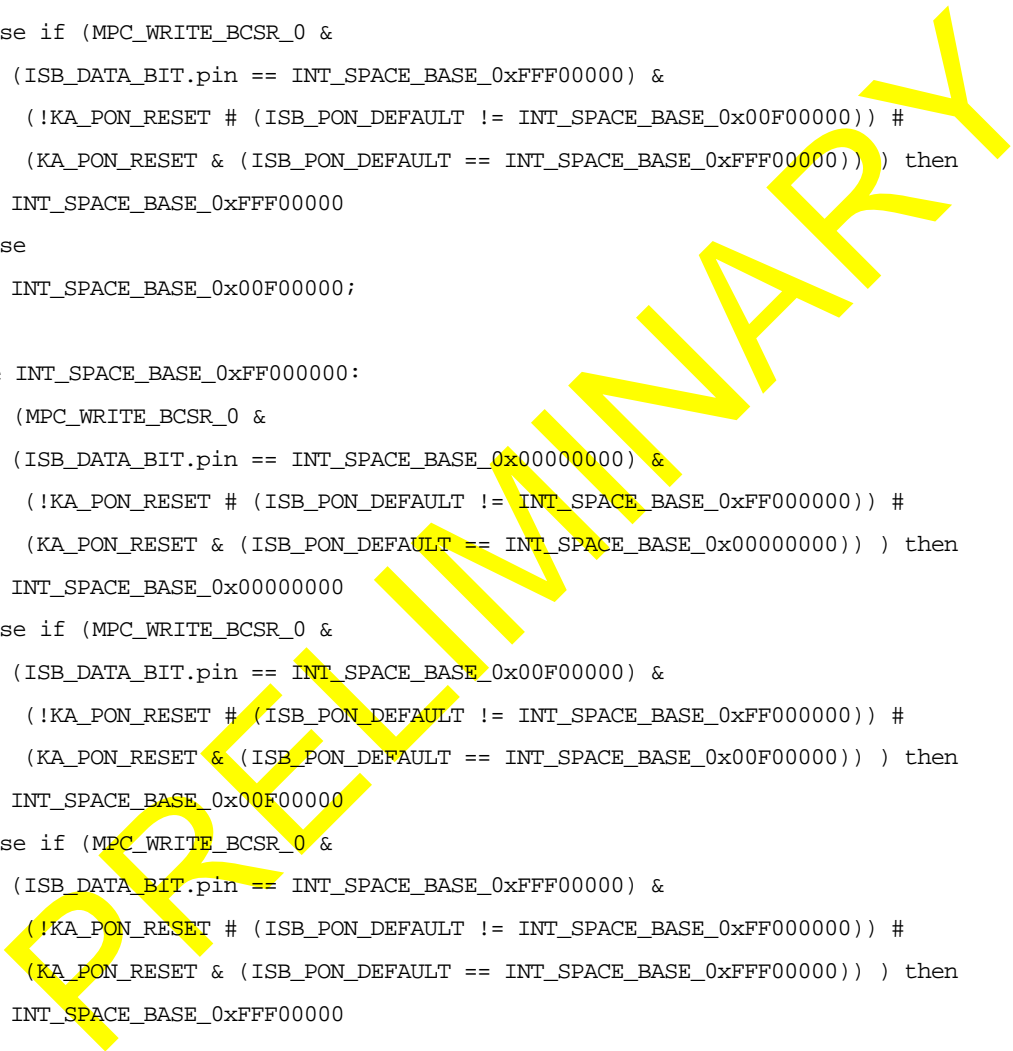 se if (MPC_WRITE_BCSR_0 &
(ISB_DATA_BIT.pin == INT_SPACE_BASE_0xFFF00000) &
(!KA_PON_RESET # (ISB_PON_DEFAULT != INT_SPACE_BASE_0x00F00000)) #
(KA_PON_RESET & (ISB_PON_DEFAULT == INT_SPACE_BASE_0xFFF00000)) ) then
INT_SPACE_BASE_0xFFF00000
se
INT_SPACE_BASE_0x00F00000;
INT_SPACE_BASE_0xFF000000:
(MPC_WRITE_BCSR_0 &
(ISB_DATA_BIT.pin == INT_SPACE_BASE_0x00000000) &
(!KA_PON_RESET # (ISB_PON_DEFAULT != INT_SPACE_BASE_0xFF000000)) #
(KA_PON_RESET & (ISB_PON_DEFAULT == INT_SPACE_BASE_0x00000000)) ) then
INT_SPACE_BASE_0x00000000
se if (MPC_WRITE_BCSR_0 &
(ISB_DATA_BIT.pin == INT_SPACE_BASE_0x00F00000) &
(!KA_PON_RESET # (ISB_PON_DEFAULT != INT_SPACE_BASE_0xFF000000)) #
(KA_PON_RESET & (ISB_PON_DEFAULT == INT_SPACE_BASE_0x00F00000)) ) then
INT_SPACE_BASE_0x00F00000
se if (MPC_WRITE_BCSR_0 &
(ISB_DATA_BIT.pin == INT_SPACE_BASE_0xFFF00000) &
(!KA_PON_RESET # (ISB_PON_DEFAULT != INT_SPACE_BASE_0xFF000000)) #
(KA_PON_RESET & (ISB_PON_DEFAULT == INT_SPACE_BASE_0xFFF00000)) ) then
INT_SPACE_BASE_0xFFF00000
PRELIMINARY